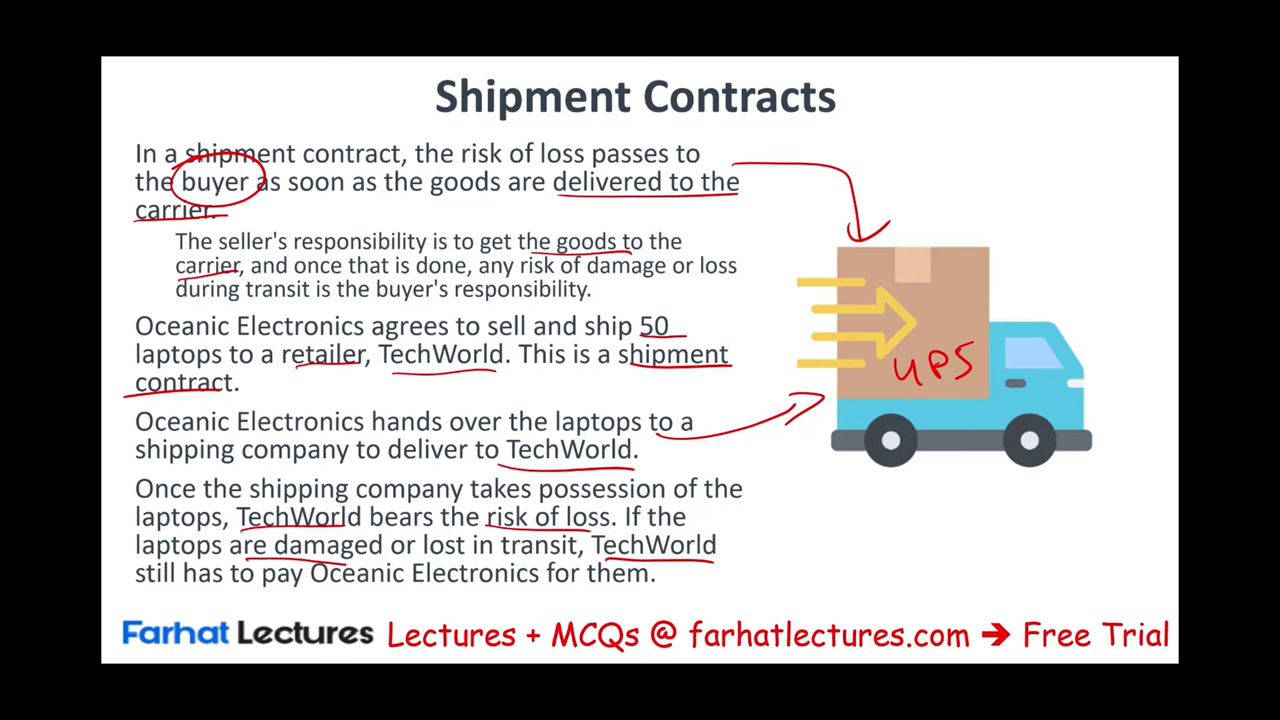 Shipment Contracts
In a shipment contract, the risk of loss passes to
the buyer as soon as the goods are delivered to the
carrier.
The seller's responsibility is to get the goods to the
carrier, and once that is done, any risk of damage or loss
during transit is the buyer's responsibility.
Oceanic Electronics agrees to sell and ship 50
laptops to a retailer, TechWorld. This is a shipment
contract.
Oceanic Electronics hands over the laptops to a
shipping company to deliver to TechWorld.
Once the shipping company takes possession of the
laptops, TechWorld bears the risk of loss. If the
laptops are damaged or lost in transit, TechWorld
still has to pay Oceanic Electronics for them.
UPS
Farhat Lectures Lectures + MCQs @ farhatlectures.com → Free Trial